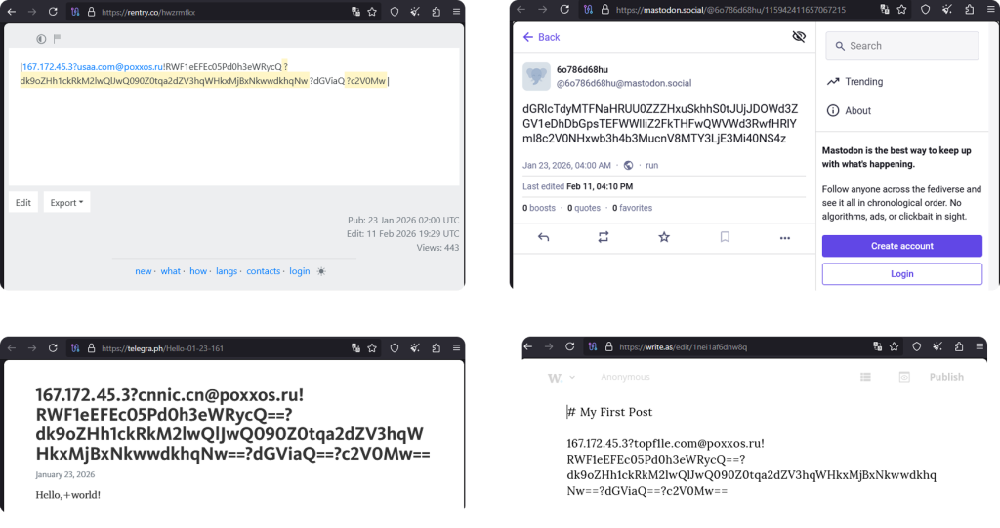 https://rentry.co/hwzrmfkx
|167.172.45.3?usaa.com@poxxos.ru!RWF1eEFEc05Pd0h3eWRycQ ?
dk9oZHh1ckRkM2lwQlJwQ090Z0tqa2dZV3hqWHkxMjBxNkwwdkhqNw ?dGViaQ ?c2V0Mw |
Edit
Export
Pub: 23 Jan 2026 02:00 UTC
Edit: 11 Feb 2026 19:29 UTC
Views: 443
new · what · how · langs · contacts · login
https://mastodon.social/@6o786d68hu/115942411657067215
Back
6o786d68hu
@6o786d68hu@mastodon.social
dGRlcTdyMTFNaHRUU0ZZZHxuSkhhS0tJUjJDOWd3Z
GV1eDhDbGpsTEFWWlliZ2FkTHFwQWVWd3RwfHRlY
ml8c2V0NHxwb3h4b3MucnV8MTY3LjE3Mi40NS4z
Jan 23, 2026, 04:00 AM · · run
Last edited Feb 11, 04:10 PM
0 boosts · 0 quotes · 0 favorites
Search
Trending
About
Mastodon is the best way to keep up
with what's happening.
Follow anyone across the fediverse and
see it all in chronological order. No
algorithms, ads, or clickbait in sight.
Create account
Login
https://telegra.ph/Hello-01-23-161
167.172.45.3?cnnic.cn@poxxos.ru!
RWF1eEFEc05Pd0h3eWRycQ==?
dk9oZHh1ckRkM2lwQlJwQ090Z0tqa2dZV3hqW
HkxMjBxNkwwdkhqNw==?dGViaQ==?c2V0Mw==
January 23, 2026
Hello,+world!
https://write.as/edit/1nei1af6dnw8q
w.
Anonymous
Publish
# My First Post
167.172.45.3?topf1le.com@poxxos.ru!
RWF1eEFEc05Pd0h3eWRycQ==?
dk9oZHh1ckRkM2lwQlJwQ090Z0tqa2dZV3hqWHkxMjBxNkwwdkhq
Nw==?dGViaQ==?c2V0Mw==